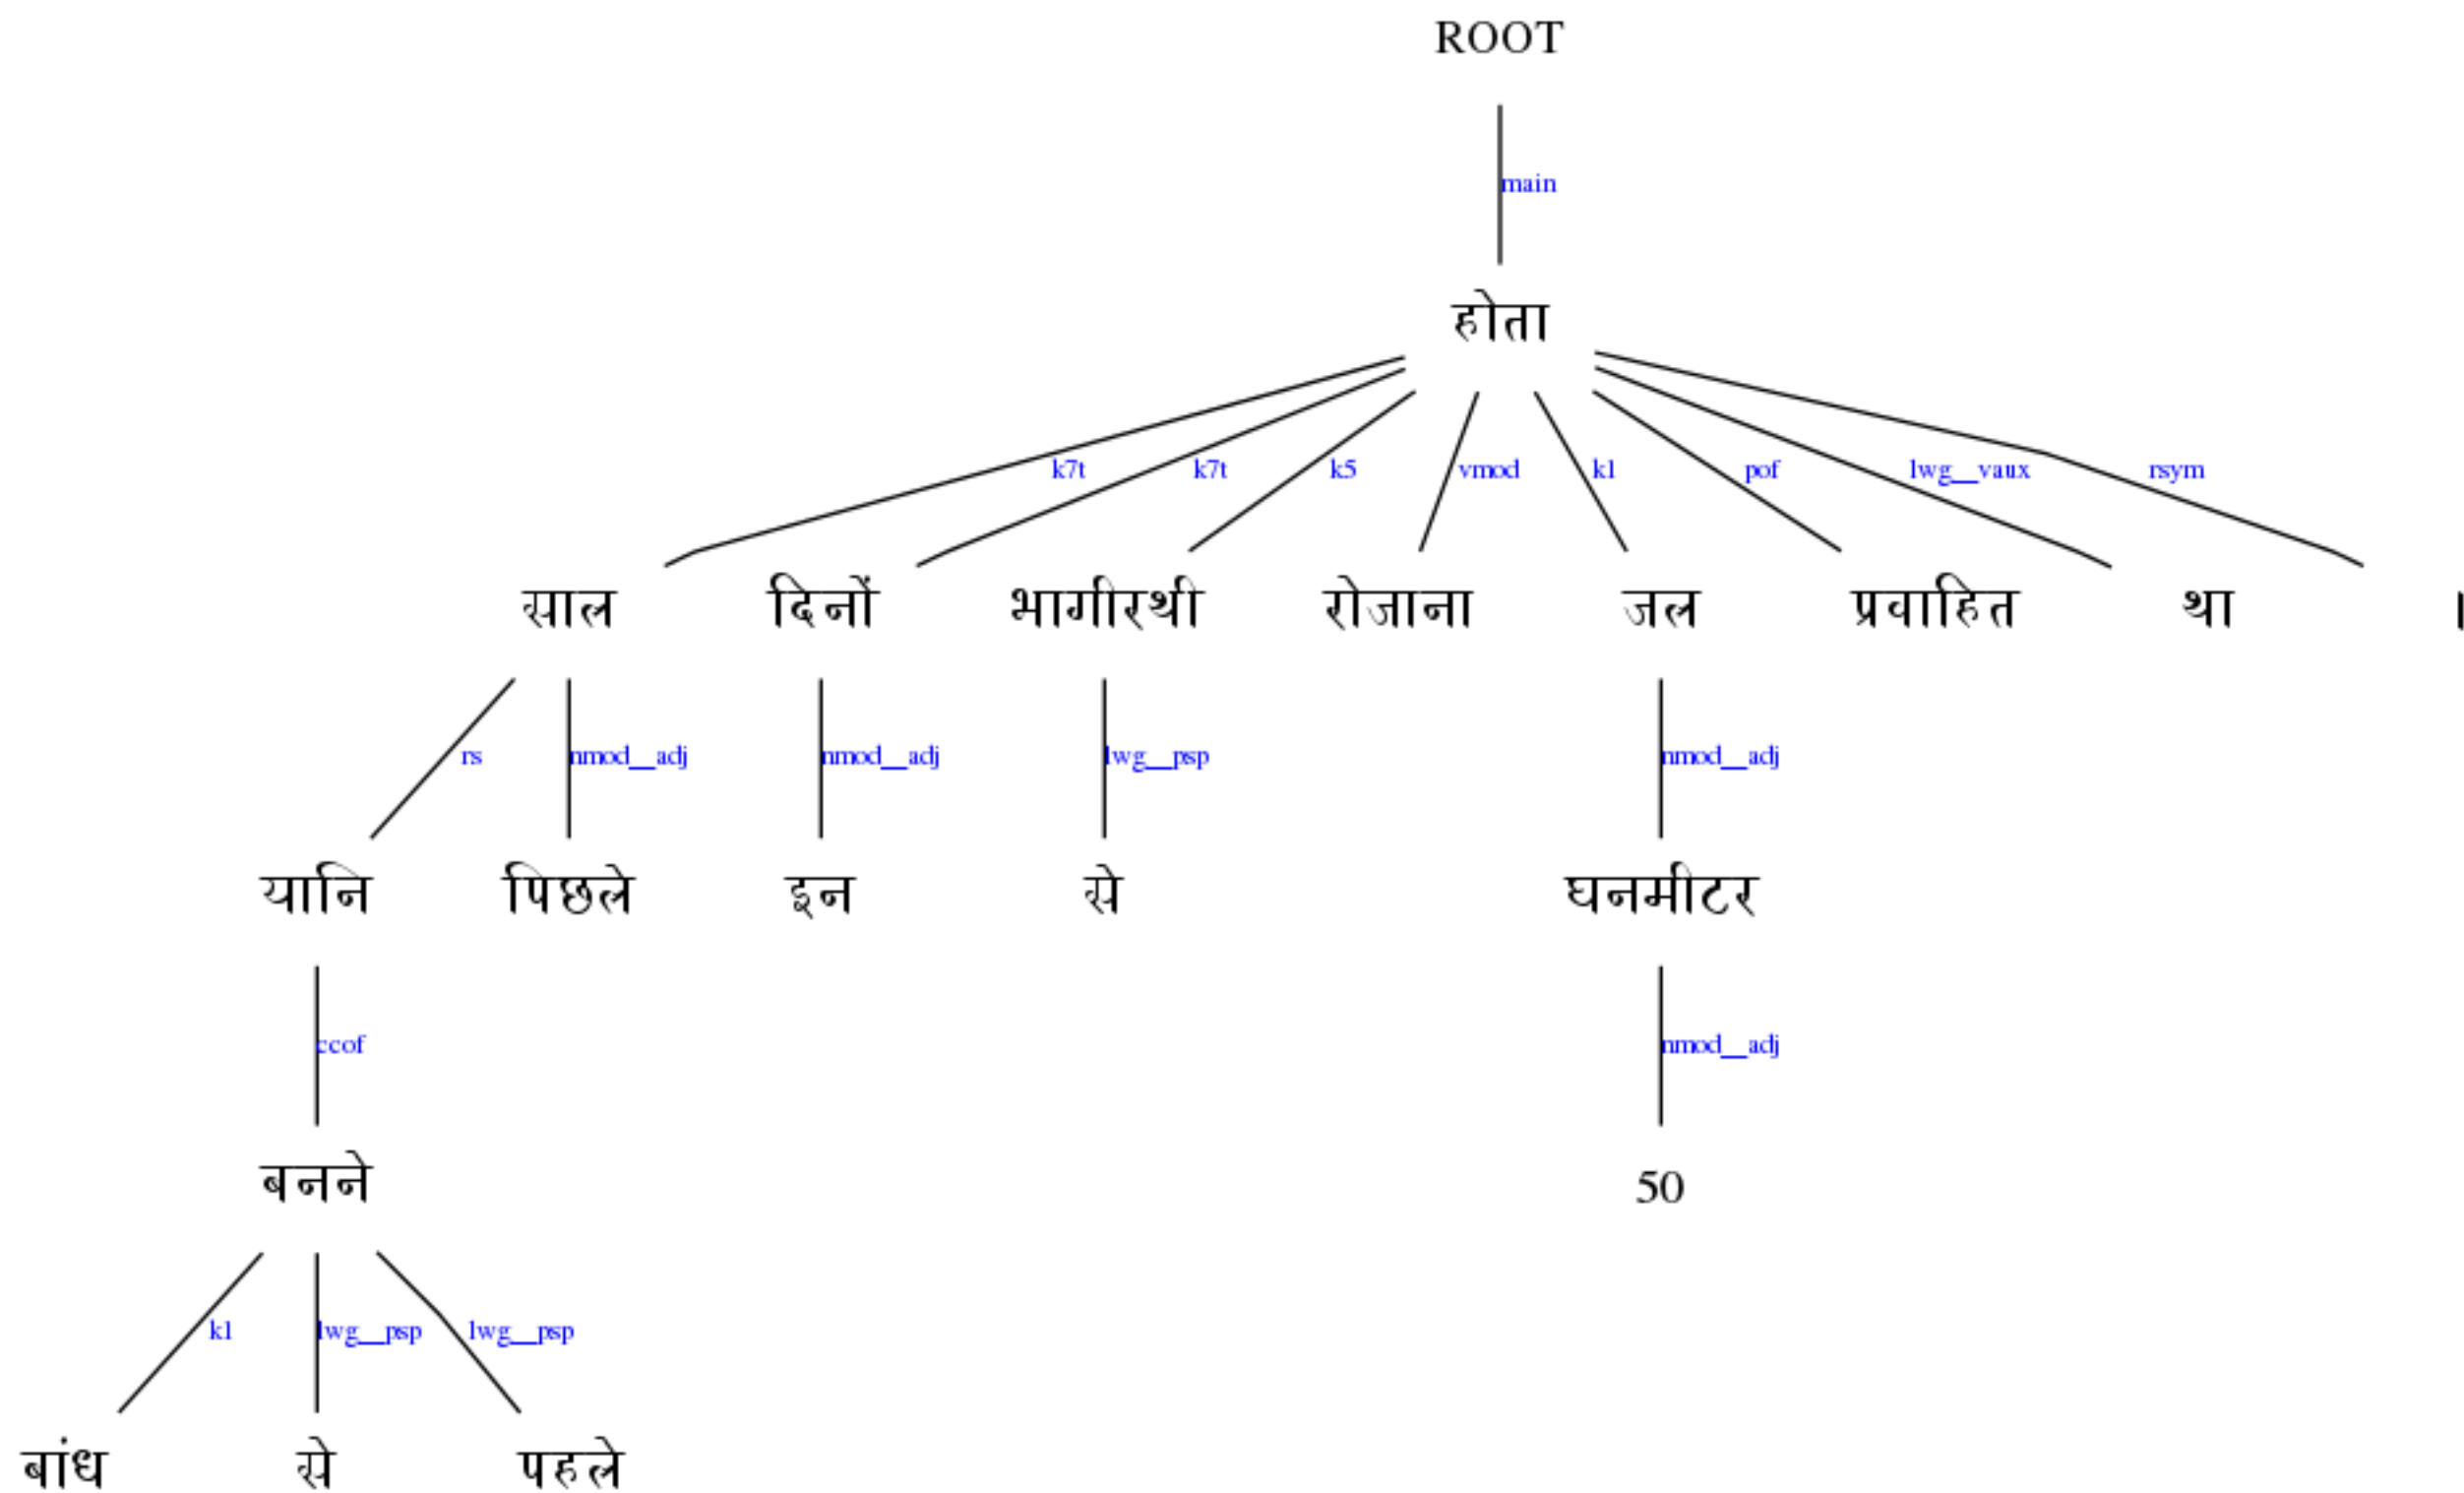 ROOT
main
होता
k7t k7t k5 vmod k1 pof lwg__vaux rsym
साल दिनों भागीरथी रोजाना जल प्रवाहित था ।
rs nmod__adj nmod__adj lwg__psp nmod__adj
यानि पिछले इन से घनमीटर
ccof nmod__adj
बनने 50
k1 lwg__psp lwg__psp
बांध से पहले